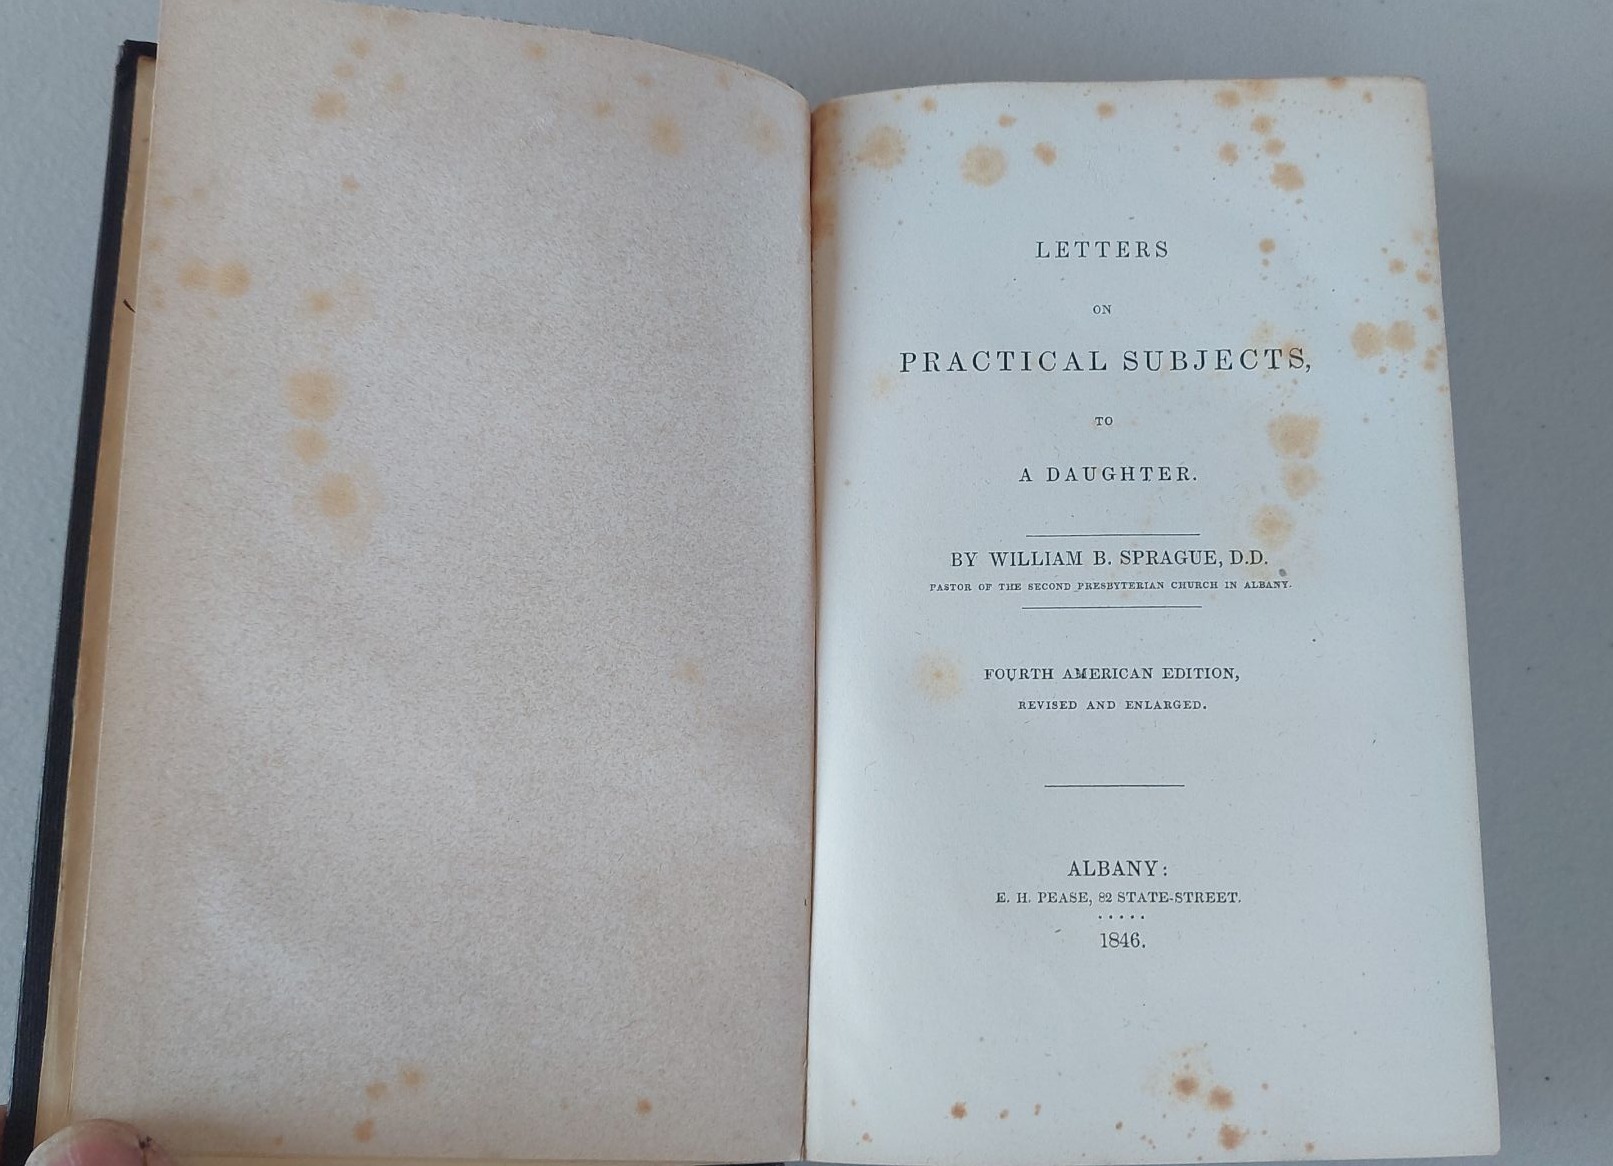 LETTERS
ON
PRACTICAL SUBJECTS,
TO
A DAUGHTER.
BY WILLIAM B. SPRAGUE, D.D.
PASTOR OF THE SECOND PRESBYTERIAN CHURCH IN ALBANY.
FOURTH AMERICAN EDITION,
REVISED AND ENLARGED.
ALBANY:
E. H. PEASE, 82 STATE-STREET.
.....
1846.